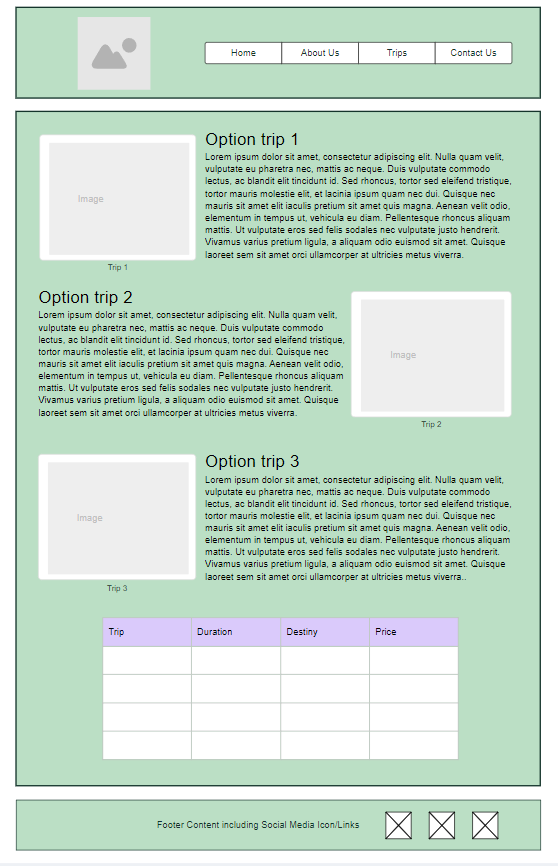 Home About Us Trips Contact Us
Option trip 1
Lorem ipsum dolor sit amet, consectetur adipiscing elit. Nulla quam velit,
vulputate eu pharetra nec, mattis ac neque. Duis vulputate commodo
lectus, ac blandit elit tincidunt id. Sed rhoncus, tortor sed eleifend tristique,
tortor mauris molestie elit, et lacinia ipsum quam nec dui. Quisque nec
mauris sit amet elit iaculis pretium sit amet quis magna. Aenean velit odio,
elementum in tempus ut, vehicula eu diam. Pellentesque rhoncus aliquam
mattis. Ut vulputate eros sed felis sodales nec vulputate justo hendrerit.
Vivamus varius pretium ligula, a aliquam odio euismod sit amet. Quisque
laoreet sem sit amet orci ullamcorper at ultricies metus viverra.
Image
Trip 1
Option trip 2
Lorem ipsum dolor sit amet, consectetur adipiscing elit. Nulla quam velit,
vulputate eu pharetra nec, mattis ac neque. Duis vulputate commodo
lectus, ac blandit elit tincidunt id. Sed rhoncus, tortor sed eleifend tristique,
tortor mauris molestie elit, et lacinia ipsum quam nec dui. Quisque nec
mauris sit amet elit iaculis pretium sit amet quis magna. Aenean velit odio,
elementum in tempus ut, vehicula eu diam. Pellentesque rhoncus aliquam
mattis. Ut vulputate eros sed felis sodales nec vulputate justo hendrerit.
Vivamus varius pretium ligula, a aliquam odio euismod sit amet. Quisque
laoreet sem sit amet orci ullamcorper at ultricies metus viverra.
Image
Trip 2
Option trip 3
Lorem ipsum dolor sit amet, consectetur adipiscing elit. Nulla quam velit,
vulputate eu pharetra nec, mattis ac neque. Duis vulputate commodo
lectus, ac blandit elit tincidunt id. Sed rhoncus, tortor sed eleifend tristique,
tortor mauris molestie elit, et lacinia ipsum quam nec dui. Quisque nec
mauris sit amet elit iaculis pretium sit amet quis magna. Aenean velit odio,
elementum in tempus ut, vehicula eu diam. Pellentesque rhoncus aliquam
mattis. Ut vulputate eros sed felis sodales nec vulputate justo hendrerit.
Vivamus varius pretium ligula, a aliquam odio euismod sit amet. Quisque
laoreet sem sit amet orci ullamcorper at ultricies metus viverra..
Image
Trip 3
Trip Duration Destiny Price
Footer Content including Social Media Icon/Links